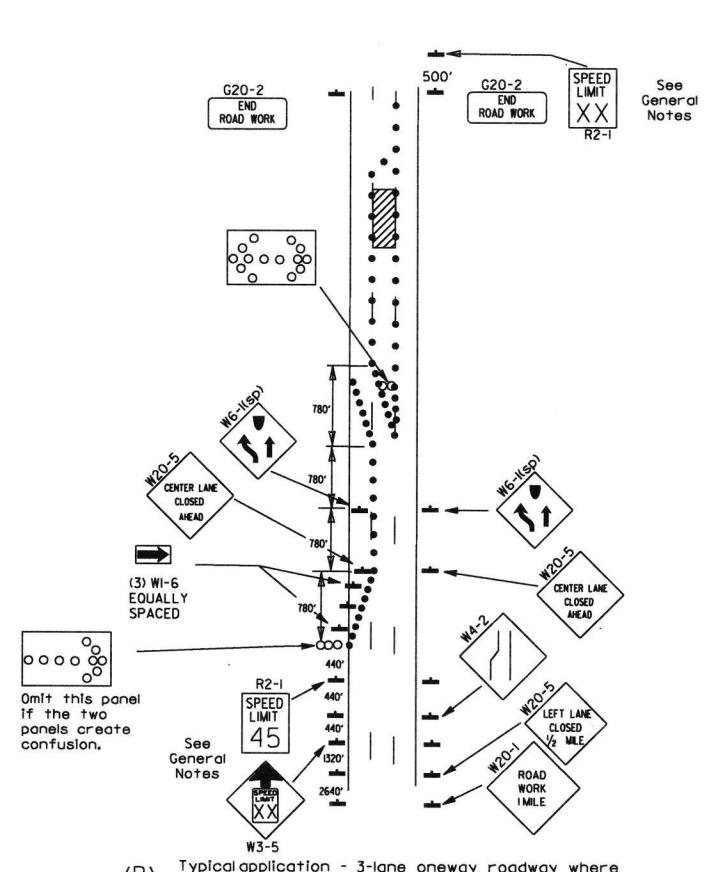 500'
G20-2
END
ROAD WORK
G20-2
END
ROAD WORK
SPEED
LIMIT
XX
R2-1
See
General
Notes
780'
W6-1(sp)
780'
W20-5
CENTER LANE
CLOSED
AHEAD
780'
W6-1(sp)
(3) W1-6
EQUALLY
SPACED
780'
W20-5
CENTER LANE
CLOSED
AHEAD
W4-2
Omit this panel
if the two
panels create
confusion.
440'
R2-1
SPEED
LIMIT
45
440'
440'
1320'
2640'
See
General
Notes
SPEED
LIMIT
XX
W3-5
W20-5
LEFT LANE
CLOSED
1/2 MILE
W20-1
ROAD
WORK
1 MILE
(B) Typical application - 3-lane oneway roadway where